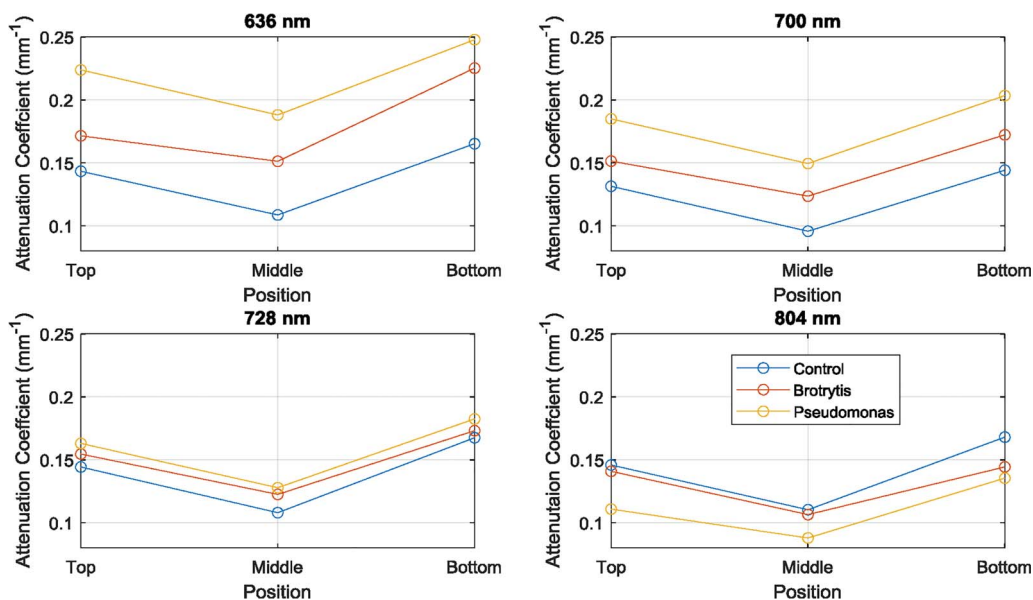 636 nm
Attenuation Coeffcient (mm⁻¹)
0.25
0.2
0.15
0.1
Top Middle Bottom
Position
700 nm
Attenuation Coeffcient (mm⁻¹)
0.25
0.2
0.15
0.1
Top Middle Bottom
Position
728 nm
Attenuation Coeffcient (mm⁻¹)
0.25
0.2
0.15
0.1
Top Middle Bottom
Position
804 nm
Attenutaion Coeffcient (mm⁻¹)
0.25
0.2
0.15
0.1
Control
Brotrytis
Pseudomonas
Top Middle Bottom
Position